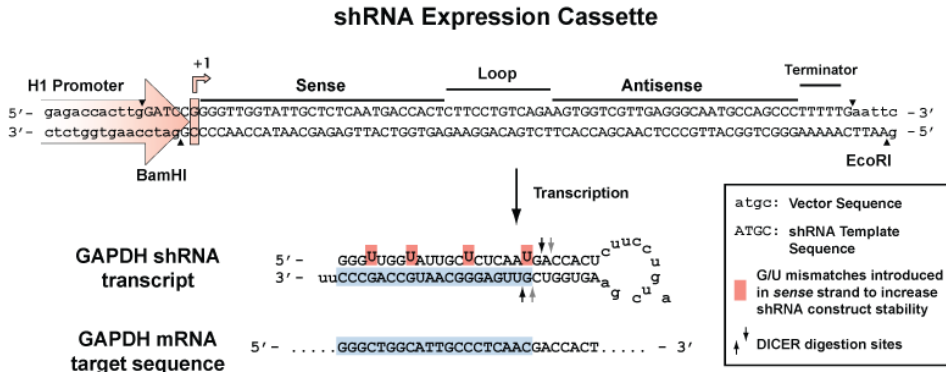 shRNA Expression Cassette
+1
H1 Promoter
Sense
Loop
Antisense
Terminator
5′- gagaccacttgGATCCGGGGTTGGTATTGCTCTCAATGACCACTCTTCCTGTCAGAAGTGGTCGTTGAGGGCAATGCCAGCCCTTTTTGaattc - 3′
3′- ctctggtgaacctagGCCCCAACCATAACGAGAGTTACTGGTGAGAAGGACAGTCTTCACCAGCAACTCCCGTTACGGTCGGGAAAAACTTAAg - 5′
BamHI
EcoRI
Transcription
GAPDH shRNA
transcript
5′- GGGUUGGUAUUGCUCUCAAUGACCACU
cuuccugucag
3′- uuCCCGACCGUAACGGGAGUUGCUGGUGA
GAPDH mRNA
target sequence
5′- .....GGGCTGGCATTGCCCTCAACGACCACT..... - 3′
atgc: Vector Sequence
ATGC: shRNA Template
Sequence
G/U mismatches introduced
in sense strand to increase
shRNA construct stability
DICER digestion sites